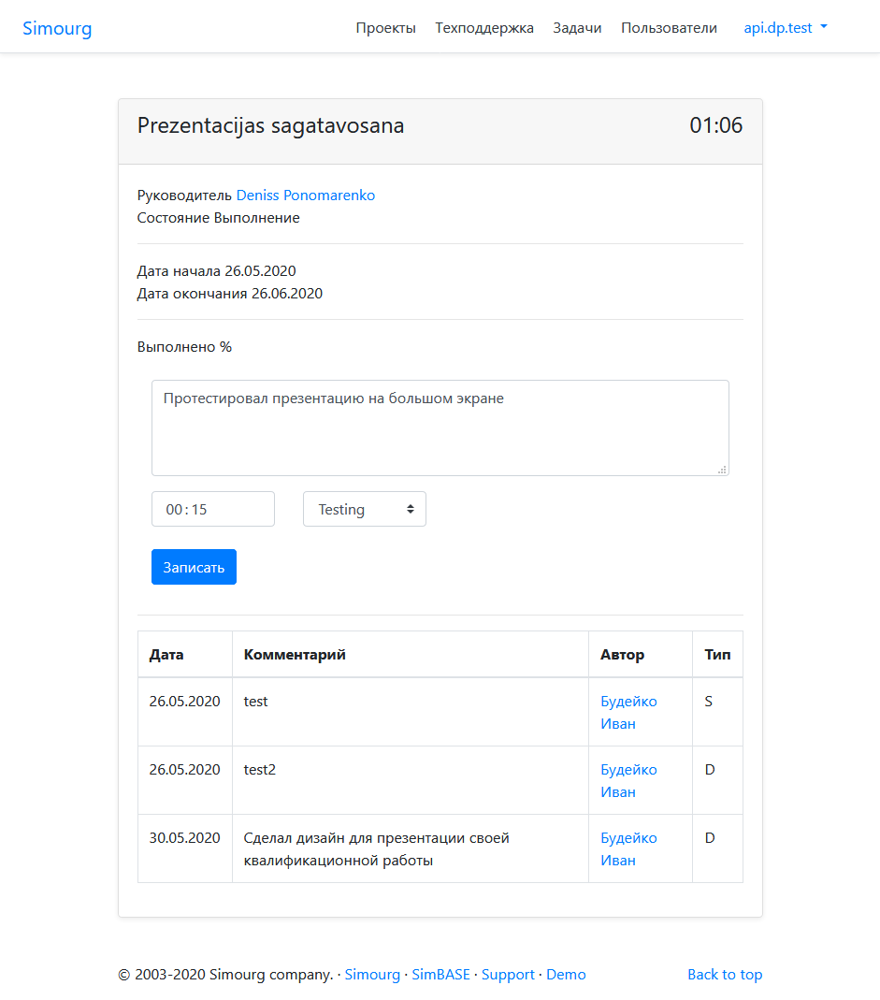 Simourg Проекты Техподдержка Задачи Пользователи api.dp.test
Prezentacijas sagatavosana 01:06
Руководитель Deniss Ponomarenko
Состояние Выполнение
Дата начала 26.05.2020
Дата окончания 26.06.2020
Выполнено %
Протестировал презентацию на большом экране
00:15 Testing
Записать
Дата Комментарий Автор Тип
26.05.2020 test Будейко S
Иван
26.05.2020 test2 Будейко D
Иван
30.05.2020 Сделал дизайн для презентации своей Будейко D
квалификационной работы Иван
© 2003-2020 Simourg company. · Simourg · SimBASE · Support · Demo Back to top